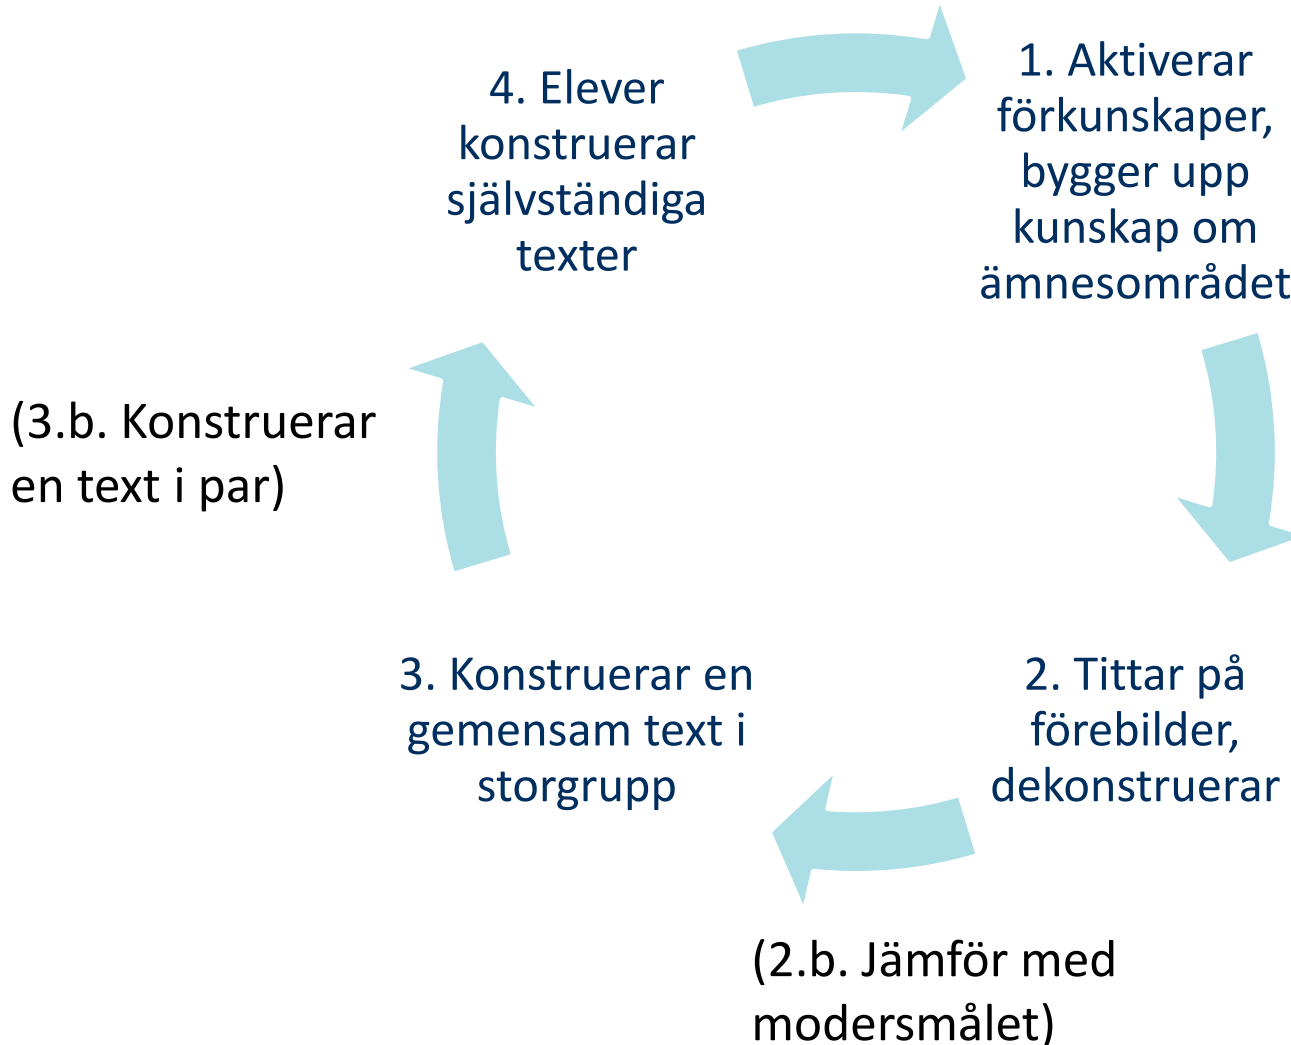 1. Aktiverar
förkunskaper,
bygger upp
kunskap om
ämnesområdet
2. Tittar på
förebilder,
dekonstruerar
(2.b. Jämför med
modersmålet)
3. Konstruerar en
gemensam text i
storgrupp
(3.b. Konstruerar
en text i par)
4. Elever
konstruerar
självständiga
texter